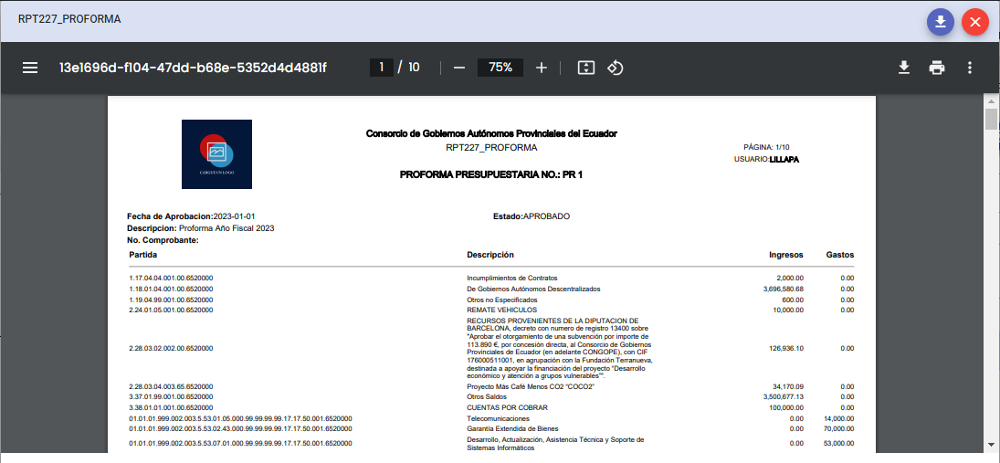 RPT227_PROFORMA
13e1696d-f104-47dd-b68e-5352d4d4881f
1 / 10
75%
CARGUE UN LOGO
Consorcio de Gobiernos Autónomos Provinciales del Ecuador
RPT227_PROFORMA
PÁGINA: 1/10
USUARIO:LILLAPA
PROFORMA PRESUPUESTARIA NO.: PR 1
Fecha de Aprobacion:2023-01-01 Estado:APROBADO
Descripcion: Proforma Año Fiscal 2023
No. Comprobante:
Partida Descripción Ingresos Gastos
1.17.04.04.001.00.6520000 Incumplimientos de Contratos 2,000.00 0.00
1.18.01.04.001.00.6520000 De Gobiernos Autónomos Descentralizados 3,696,580.68 0.00
1.19.04.99.001.00.6520000 Otros no Especificados 600.00 0.00
2.24.01.05.001.00.6520000 REMATE VEHICULOS 10,000.00 0.00
RECURSOS PROVENIENTES DE LA DIPUTACION DE
BARCELONA, decreto con numero de registro 13400 sobre
"Aprobar el otorgamiento de una subvención por importe de
113.890 €, por concesión directa, al Consorcio de Gobiernos
2.28.03.02.002.00.6520000 Provinciales de Ecuador (en adelante CONGOPE), con CIF 126,936.10 0.00
176000511001, en agrupación con la Fundación Terranueva,
destinada a apoyar la financiación del proyecto "Desarrollo
económico y atención a grupos vulnerables"".
2.28.03.04.003.65.6520000 Proyecto Más Café Menos CO2 "COCO2" 34,170.09 0.00
3.37.01.99.001.00.6520000 Otros Saldos 3,500,677.13 0.00
3.38.01.01.001.00.6520000 CUENTAS POR COBRAR 100,000.00 0.00
01.01.01.999.002.003.5.53.01.05.000.99.99.99.99.17.17.50.001.6520000 Telecomunicaciones 0.00 14,000.00
01.01.01.999.002.003.5.53.02.43.000.99.99.99.99.17.17.50.001.6520000 Garantía Extendida de Bienes 0.00 70,000.00
01.01.01.999.002.003.5.53.07.01.000.99.99.99.99.17.17.50.001.6520000 Desarrollo, Actualización, Asistencia Técnica y Soporte de 0.00 53,000.00
Sistemas Informáticos